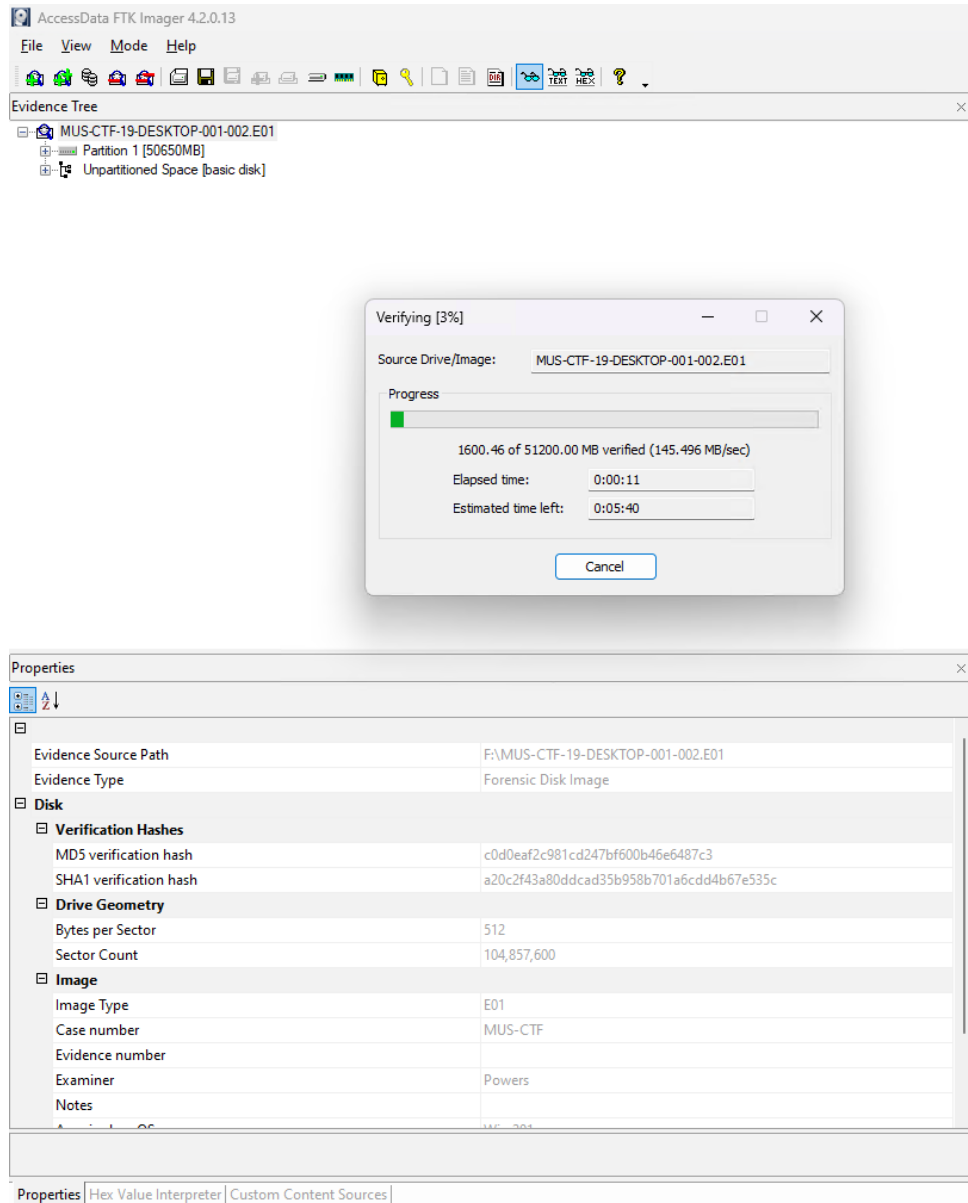 AccessData FTK Imager 4.2.0.13
File View Mode Help
TEXT HEX
Evidence Tree
MUS-CTF-19-DESKTOP-001-002.E01
Partition 1 [50650MB]
Unpartitioned Space [basic disk]
Verifying [3%]
Source Drive/Image: MUS-CTF-19-DESKTOP-001-002.E01
Progress
1600.46 of 51200.00 MB verified (145.496 MB/sec)
Elapsed time: 0:00:11
Estimated time left: 0:05:40
Cancel
Properties
Evidence Source Path F:\MUS-CTF-19-DESKTOP-001-002.E01
Evidence Type Forensic Disk Image
Disk
Verification Hashes
MD5 verification hash c0d0eaf2c981cd247bf600b46e6487c3
SHA1 verification hash a20c2f43a80ddcad35b958b701a6cdd4b67e535c
Drive Geometry
Bytes per Sector 512
Sector Count 104,857,600
Image
Image Type E01
Case number MUS-CTF
Evidence number
Examiner Powers
Notes
Properties Hex Value Interpreter Custom Content Sources